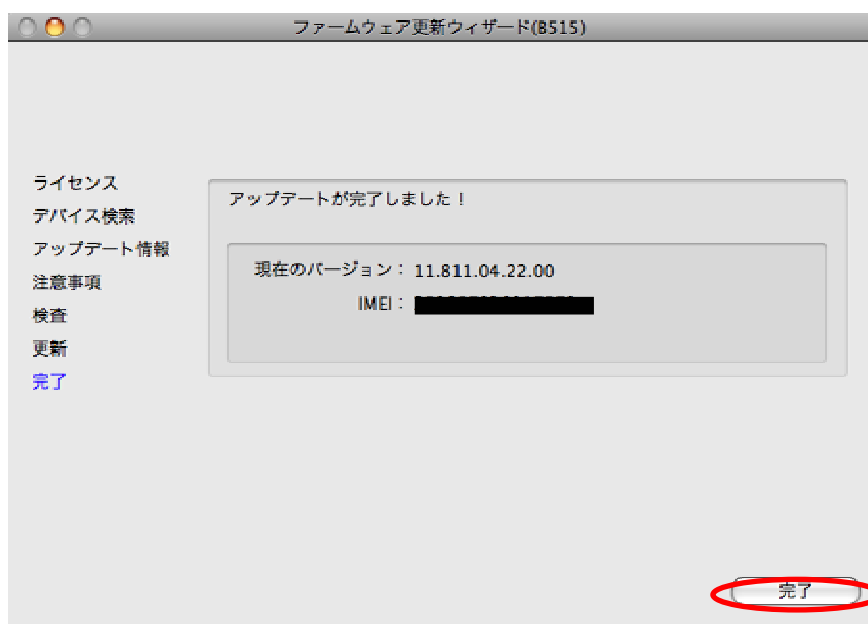 ファームウェア更新ウィザード(B515)
ライセンス
デバイス検索
アップデート情報
注意事項
検査
更新
完了
アップデートが完了しました!
現在のバージョン: 11.811.04.22.00
IMEI:
完了